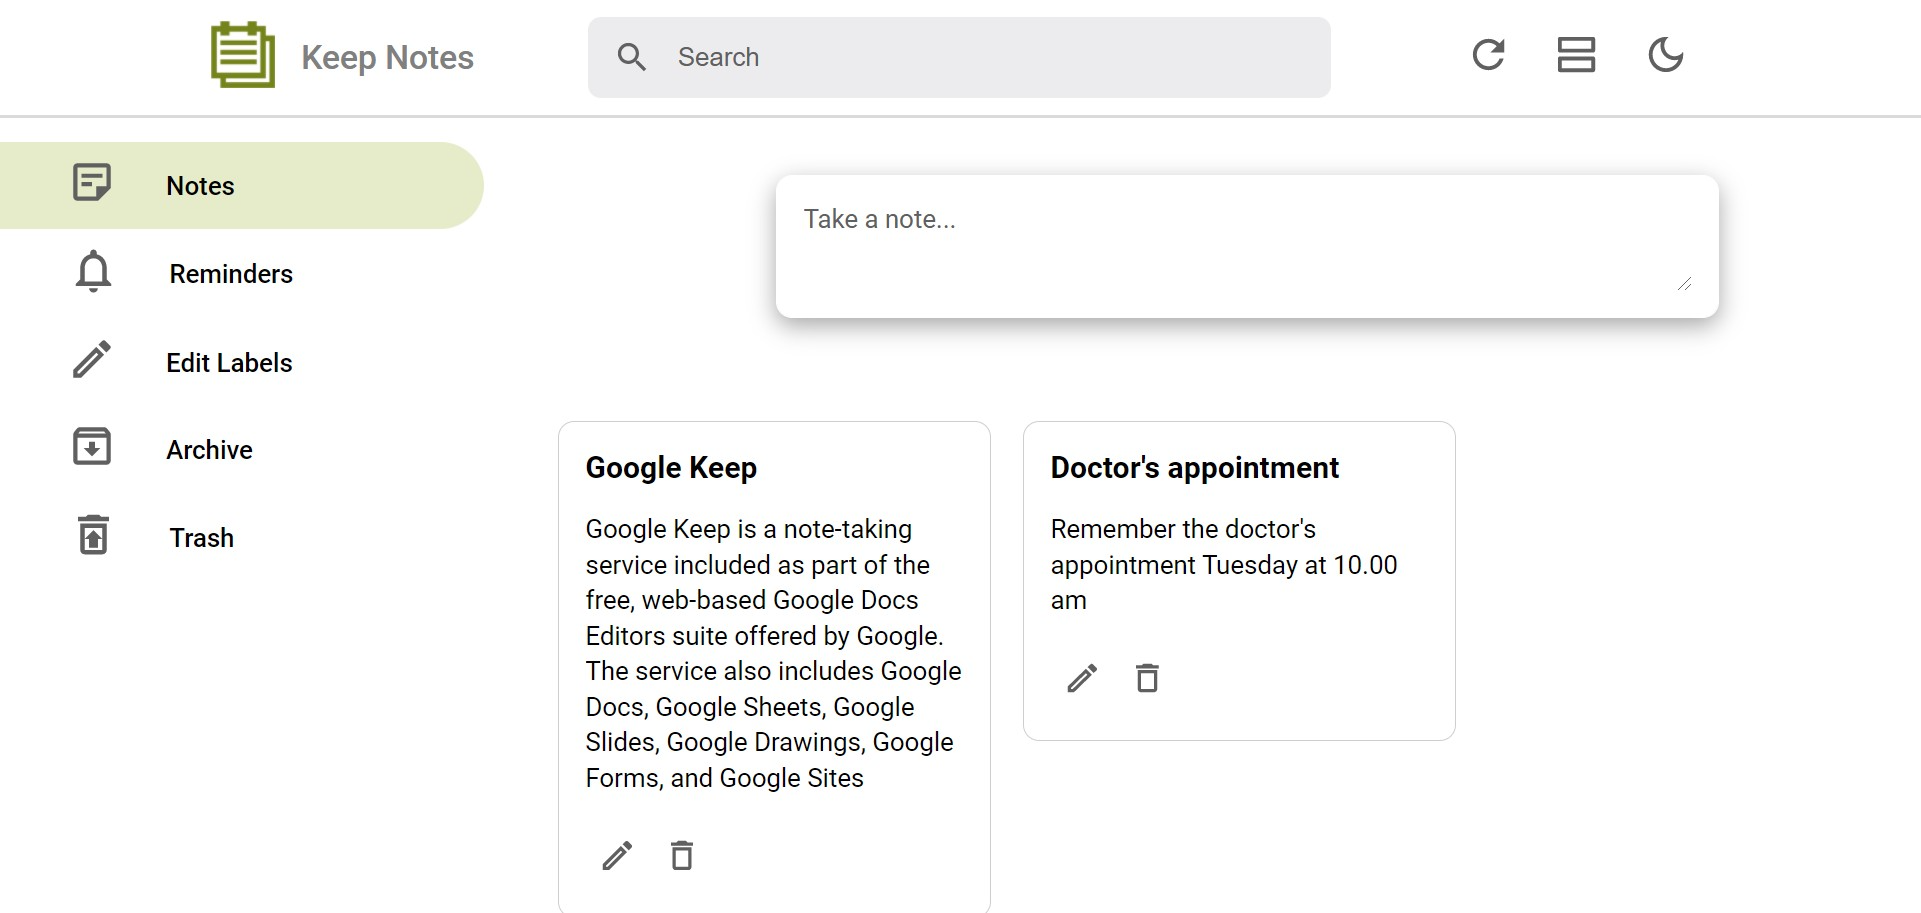 Keep Notes
Search
Notes
Reminders
Edit Labels
Archive
Trash
Take a note...
Google Keep
Google Keep is a note-taking
service included as part of the
free, web-based Google Docs
Editors suite offered by Google.
The service also includes Google
Docs, Google Sheets, Google
Slides, Google Drawings, Google
Forms, and Google Sites
Doctor's appointment
Remember the doctor's
appointment Tuesday at 10.00
am